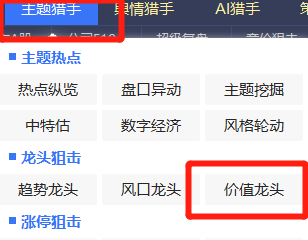 主题猎手 舆情猎手 AI猎手
主题热点
热点纵览 盘口异动 主题挖掘
中特估 数字经济 风格轮动
龙头狙击
趋势龙头 风口龙头 价值龙头
涨停狙击